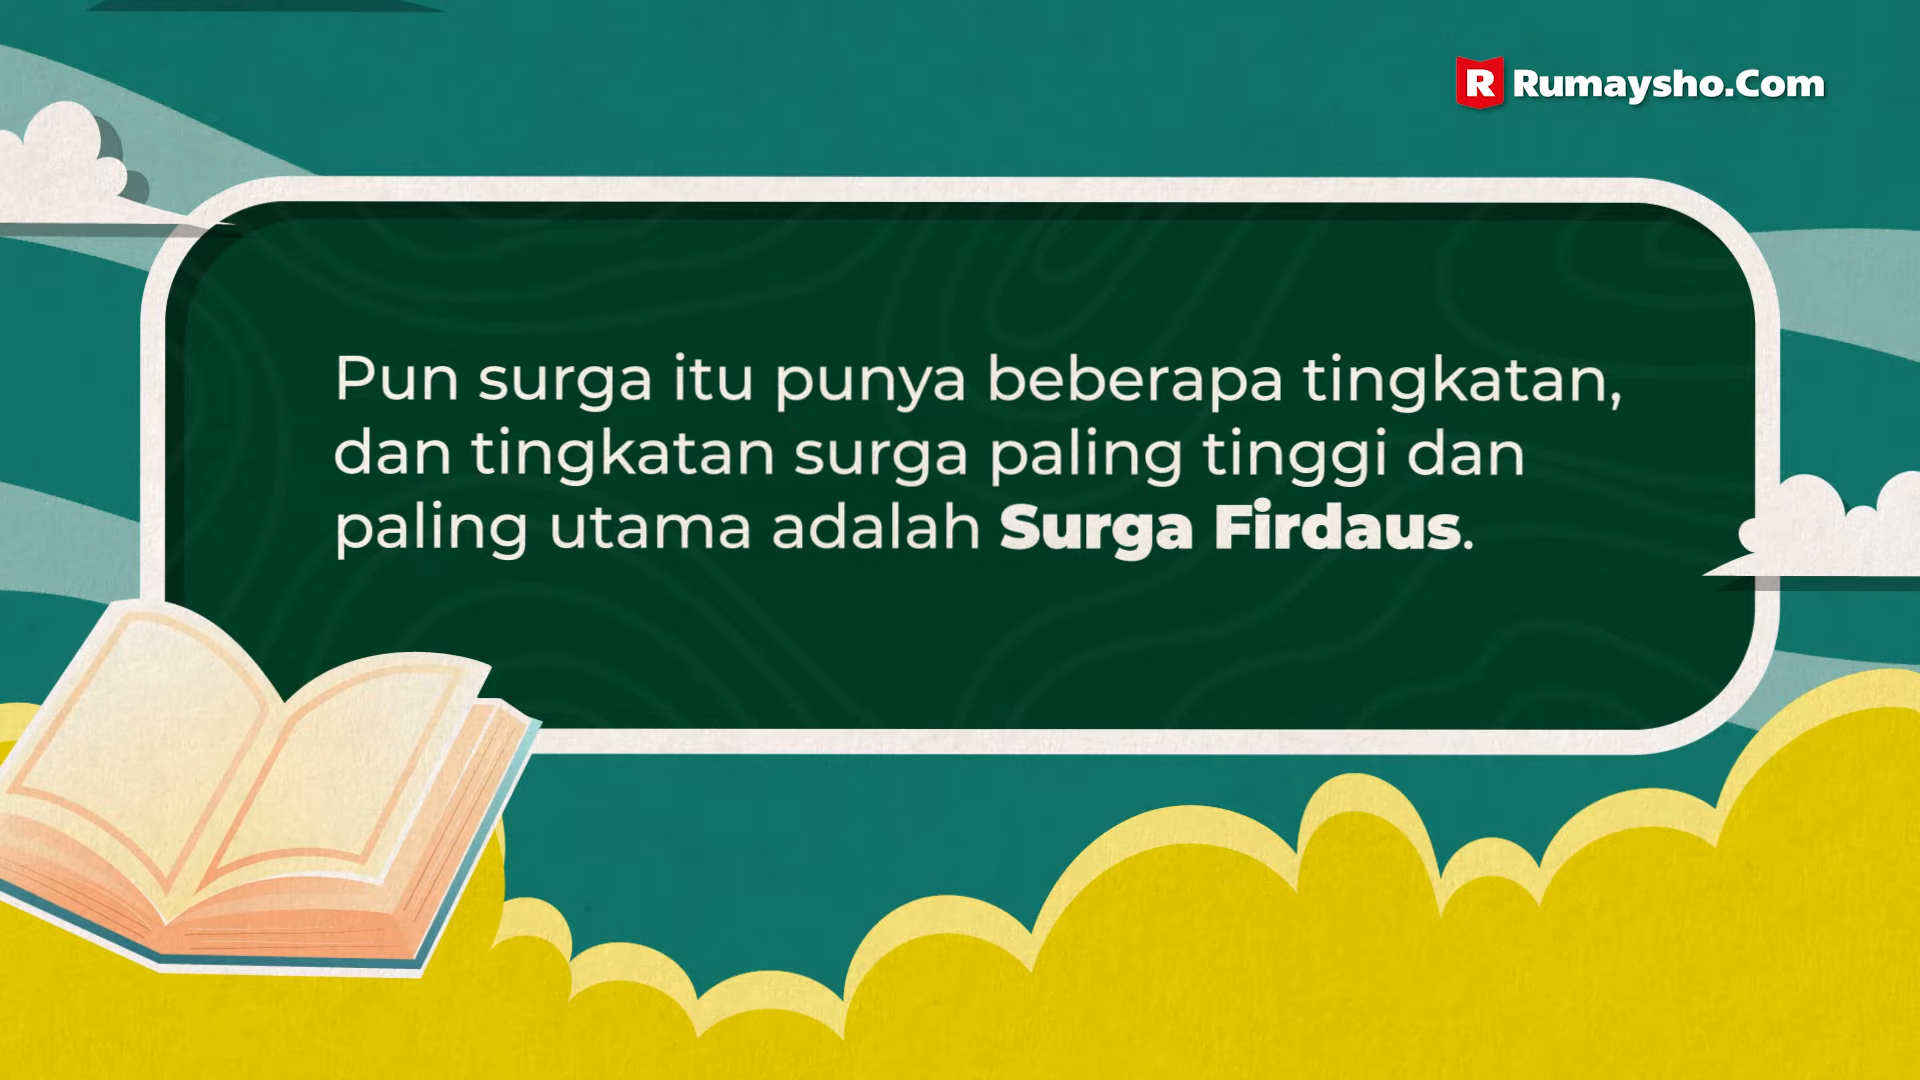 R Rumaysho.Com
Pun surga itu punya beberapa tingkatan,
dan tingkatan surga paling tinggi dan
paling utama adalah Surga Firdaus.